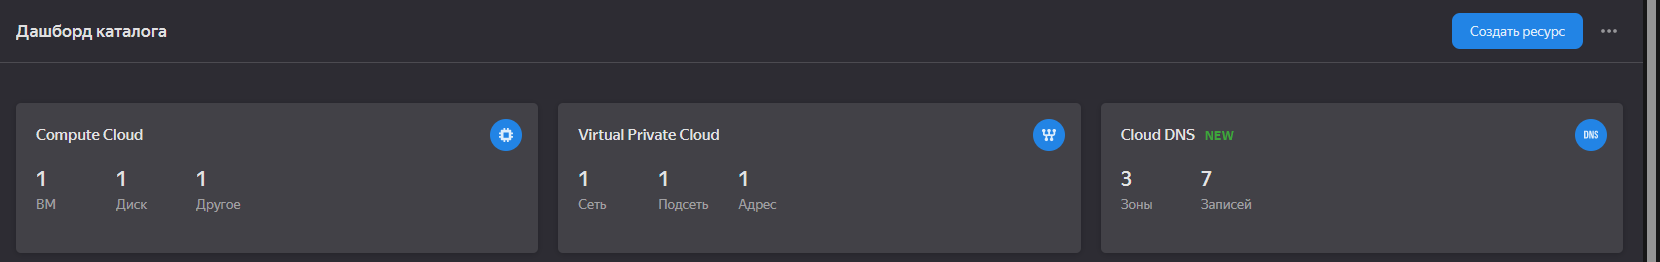 Дашборд каталога
Создать ресурс
Compute Cloud
1 1 1
ВМ Диск Другое
Virtual Private Cloud
1 1 1
Сеть Подсеть Адрес
Cloud DNS NEW
DNS
3 7
Зоны Записей